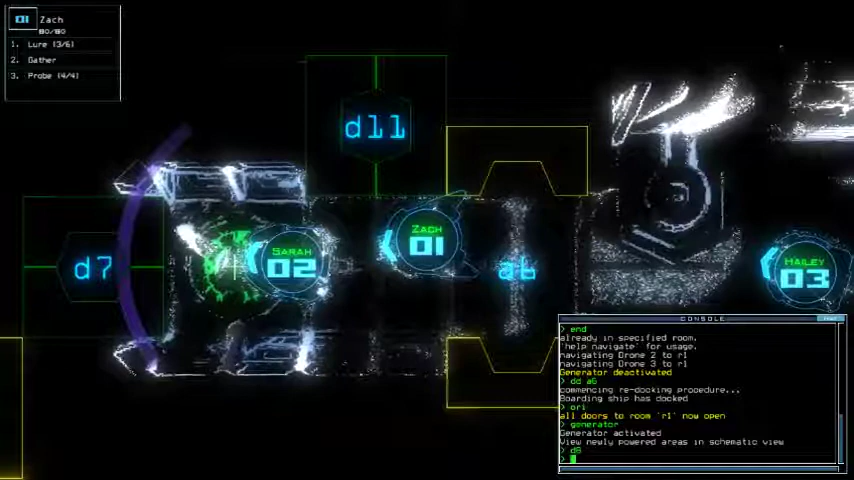 01 Zach
80/80
1. Lure (3/6)
2. Gather
3. Probe (4/4)
d11
d7
SARAH
02
ZACH
01
a6
HAILEY
03
CONSOLE
> end
already in specified room.
'help navigate' for usage.
navigating Drone 2 to r1
navigating Drone 3 to r1
Generator deactivated
> dd a6
commencing re-docking procedure...
Boarding ship has docked
> ori
all doors to room 'r1' now open
> generator
Generator activated
View newly powered areas in schematic view
> d8
>